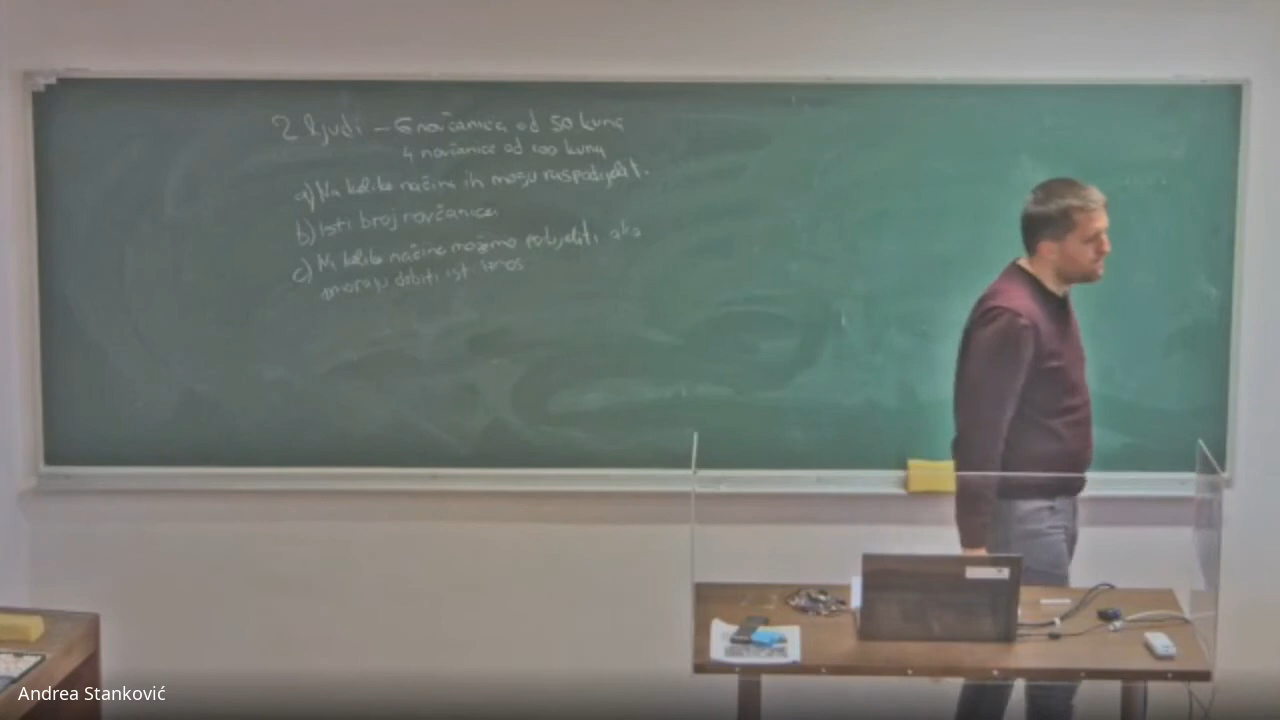 2 ljudi - 6 novčanica od 50 kuna
4 novčanice od 100 kuna
a) Na koliko načina ih mogu raspodijelit.
b) Isti broj novčanica
c) Na koliko načina možemo podijeliti ako
moraju dobiti isti iznos
Andrea Stanković